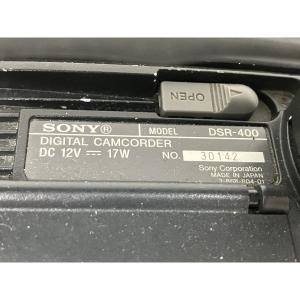 OPEN
SONY® MODEL DSR-400
DIGITAL CAMCORDER
DC 12V ⎓ 17W NO. 30142
Sony Corporation
MADE IN JAPAN